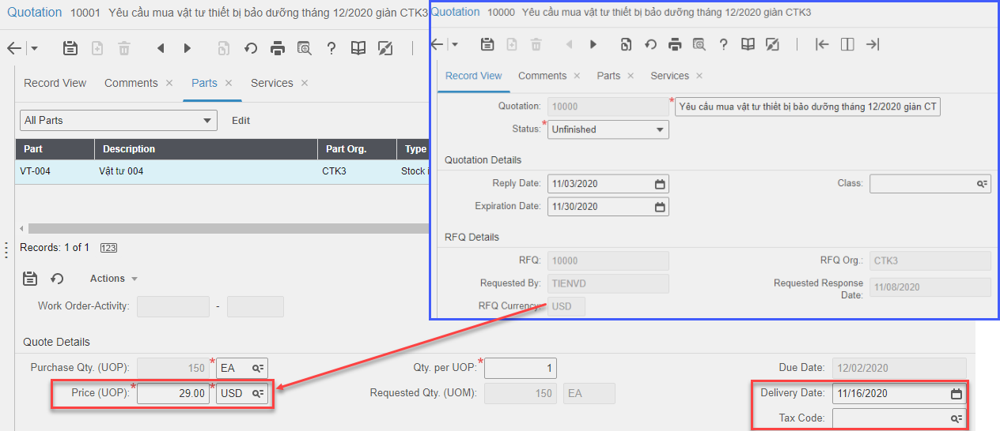 Quotation 10001 Yêu cầu mua vật tư thiết bị bảo dưỡng tháng 12/2020 giàn CTK3
Record View Comments × Parts × Services ×
All Parts Edit
Part Description Part Org. Type
VT-004 Vật tư 004 CTK3 Stock i
Records: 1 of 1 123
Actions
Work Order-Activity: -
Quote Details
Purchase Qty. (UOP): 150 * EA
Qty. per UOP: * 1
Due Date: 12/02/2020
Price (UOP): * 29.00 * USD
Requested Qty. (UOM): 150 EA
Delivery Date: 11/16/2020
Tax Code:
Quotation 10000 Yêu cầu mua vật tư thiết bị bảo dưỡng tháng 12/2020 giàn CTK3
Record View Comments × Parts × Services ×
Quotation: 10000 * Yêu cầu mua vật tư thiết bị bảo dưỡng tháng 12/2020 giàn CT
Status: * Unfinished
Quotation Details
Reply Date: 11/03/2020
Class:
Expiration Date: 11/30/2020
RFQ Details
RFQ: 10000
RFQ Org.: CTK3
Requested By: TIENVD
Requested Response
Date: 11/08/2020
RFQ Currency: USD